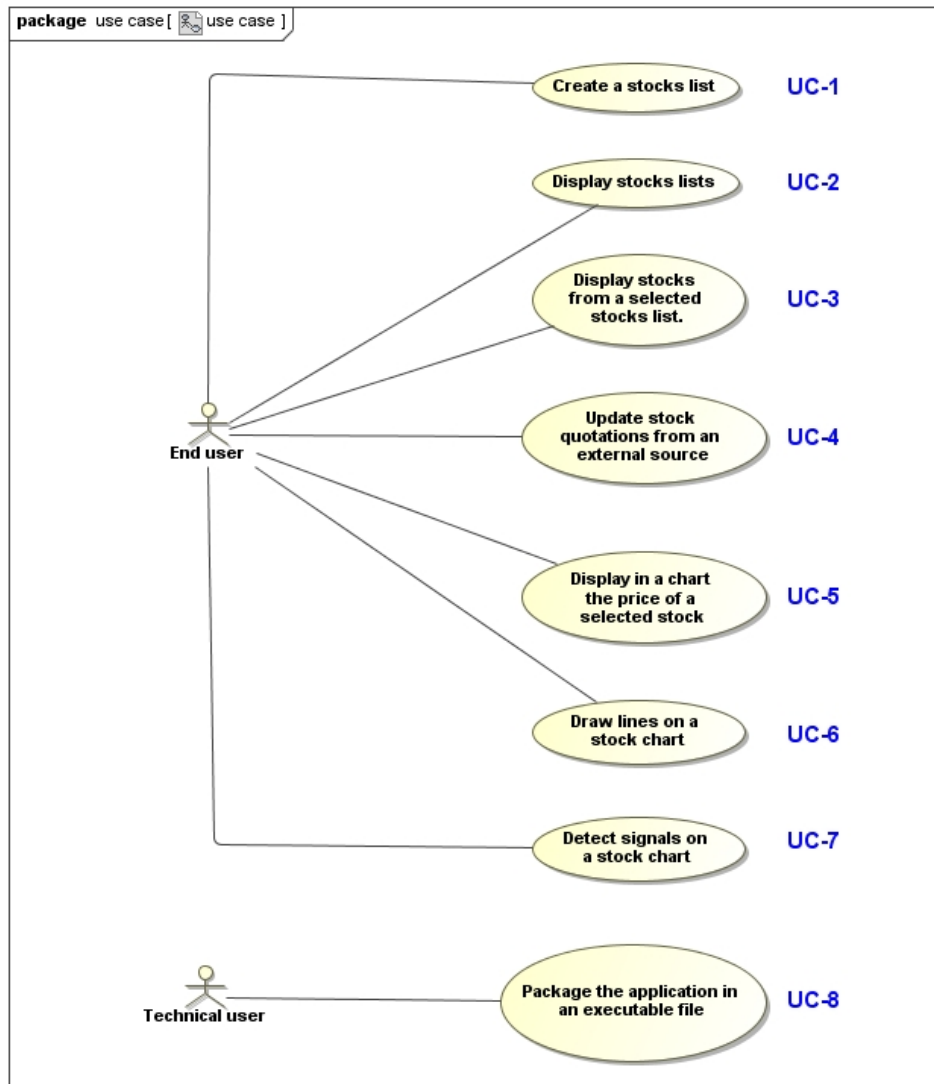 package use case [ use case ]
Create a stocks list
UC-1
Display stocks lists
UC-2
Display stocks
from a selected
stocks list.
UC-3
Update stock
quotations from an
external source
UC-4
End user
Display in a chart
the price of a
selected stock
UC-5
Draw lines on a
stock chart
UC-6
Detect signals on
a stock chart
UC-7
Package the application in
an executable file
UC-8
Technical user